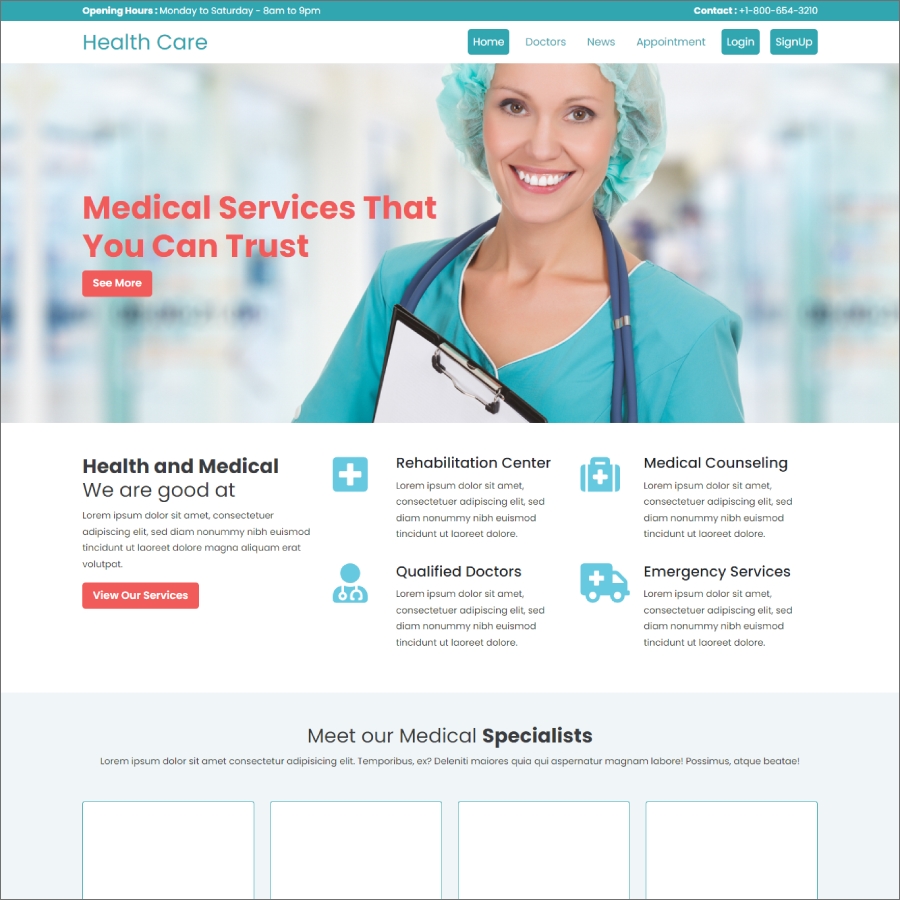 Opening Hours : Monday to Saturday - 8am to 9pm
Contact : +1-800-654-3210
Health Care
Home
Doctors
News
Appointment
Login
SignUp
Medical Services That
You Can Trust
See More
Health and Medical
We are good at
Lorem ipsum dolor sit amet, consectetuer
adipiscing elit, sed diam nonummy nibh euismod
tincidunt ut laoreet dolore magna aliquam erat
volutpat.
View Our Services
Rehabilitation Center
Lorem ipsum dolor sit amet,
consectetuer adipiscing elit, sed
diam nonummy nibh euismod
tincidunt ut laoreet dolore.
Medical Counseling
Lorem ipsum dolor sit amet,
consectetuer adipiscing elit, sed
diam nonummy nibh euismod
tincidunt ut laoreet dolore.
Qualified Doctors
Lorem ipsum dolor sit amet,
consectetuer adipiscing elit, sed
diam nonummy nibh euismod
tincidunt ut laoreet dolore.
Emergency Services
Lorem ipsum dolor sit amet,
consectetuer adipiscing elit, sed
diam nonummy nibh euismod
tincidunt ut laoreet dolore.
Meet our Medical Specialists
Lorem ipsum dolor sit amet consectetur adipisicing elit. Temporibus, ex? Deleniti maiores quia qui aspernatur magnam labore! Possimus, atque beatae!